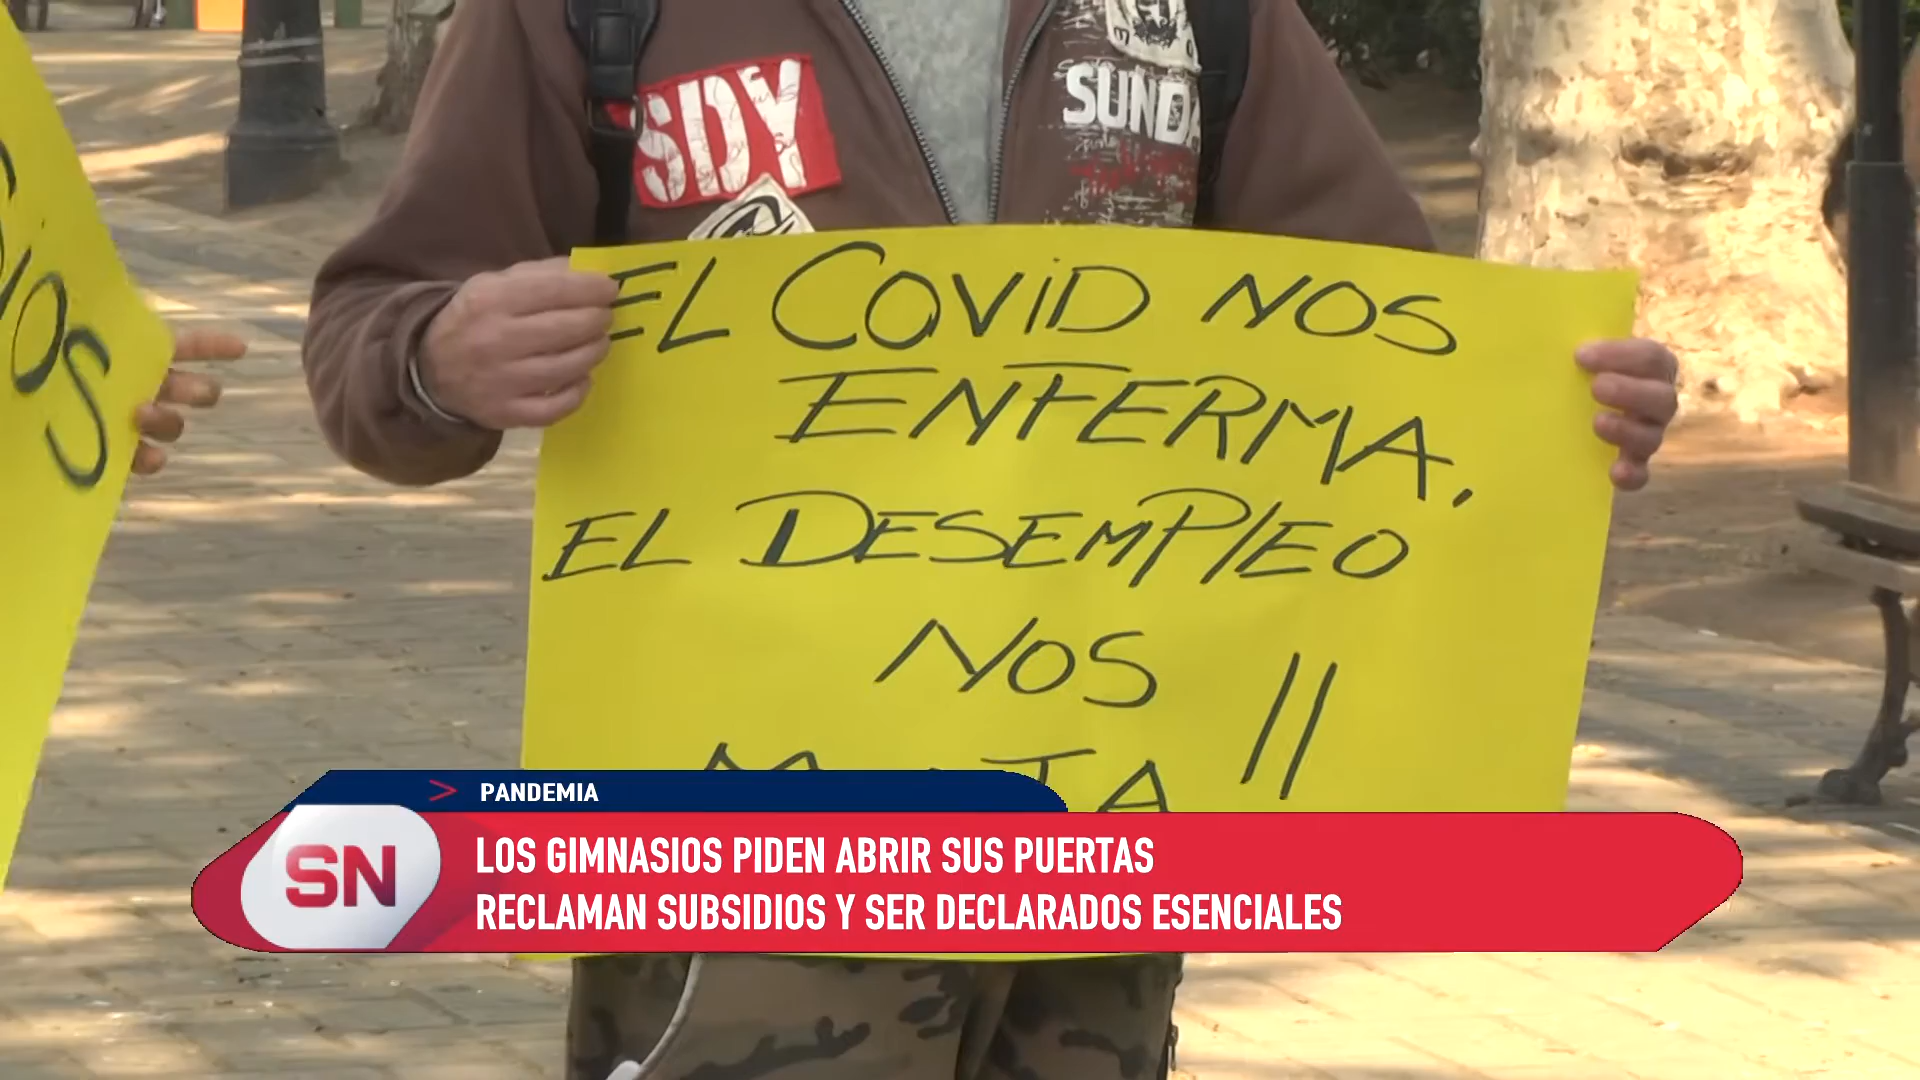 SDY
SUNDA
EL COViD NOS
ENFERMA,
EL DESEMPLEO
NOS
PANDEMIA
SN
LOS GIMNASIOS PIDEN ABRIR SUS PUERTAS
RECLAMAN SUBSIDIOS Y SER DECLARADOS ESENCIALES